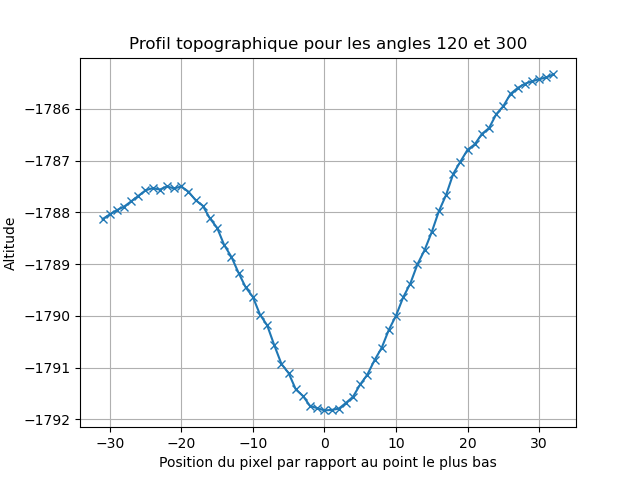 Profil topographique pour les angles 120 et 300
−1786
−1787
−1788
−1789
−1790
−1791
−1792
Altitude
−30 −20 −10 0 10 20 30
Position du pixel par rapport au point le plus bas